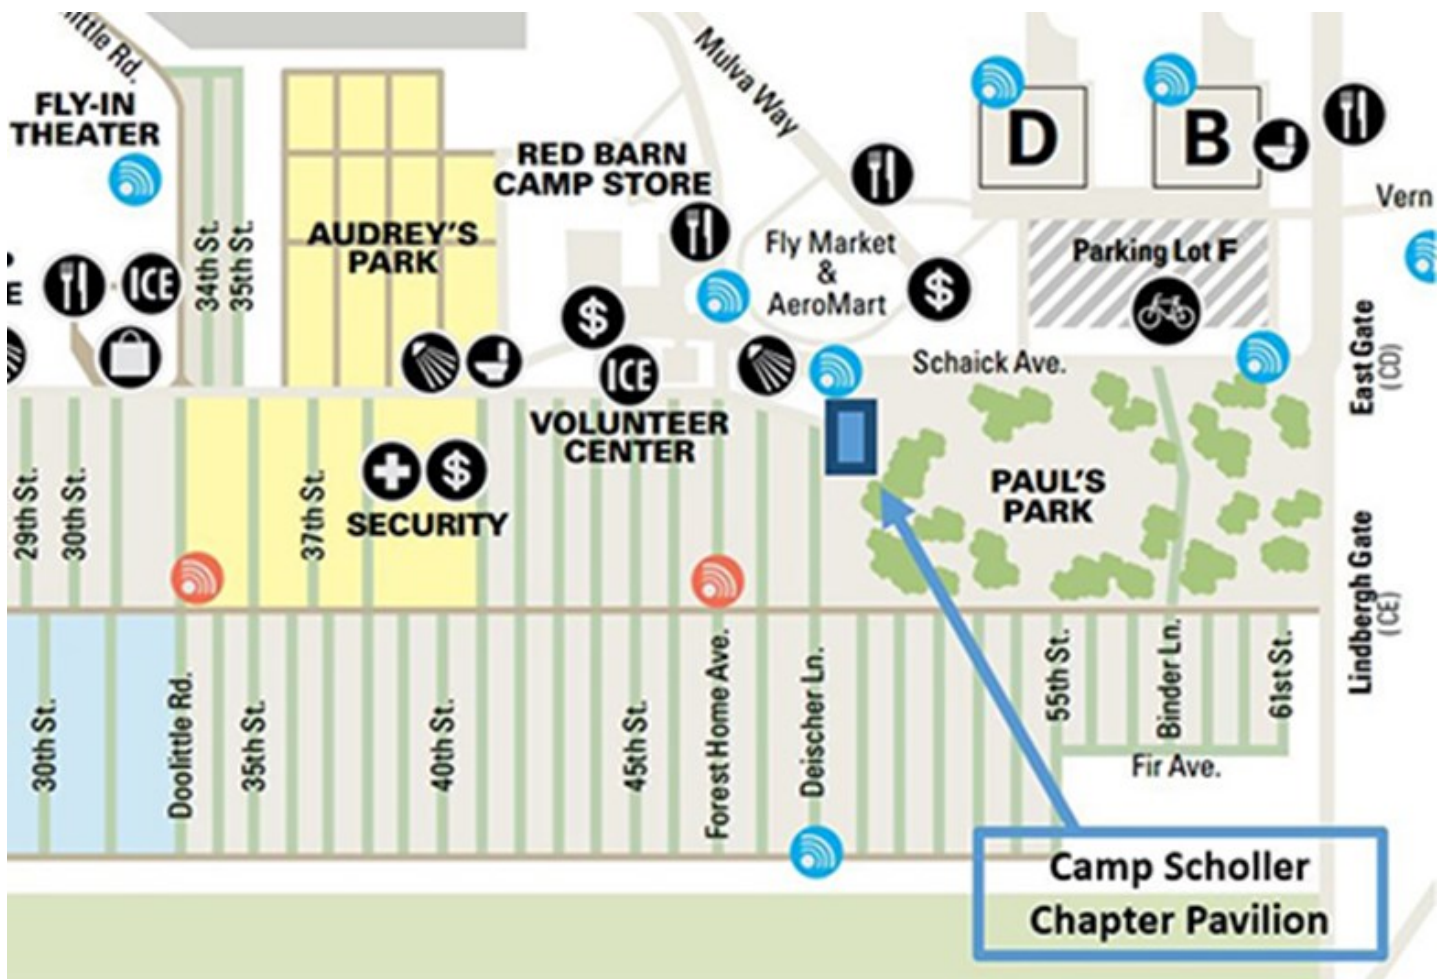 ittle Rd.
FLY-IN
THEATER
34th St.
35th St.
AUDREY'S
PARK
RED BARN
CAMP STORE
Mulva Way
D
B
Vern
Fly Market
&
AeroMart
$
Parking Lot F
E
ICE
$
ICE
VOLUNTEER
CENTER
Schaick Ave.
East Gate
(CD)
29th St.
30th St.
37th St.
$
SECURITY
PAUL'S
PARK
Lindbergh Gate
(CE)
30th St.
Doolittle Rd.
35th St.
40th St.
45th St.
Forest Home Ave.
Deischer Ln.
55th St.
Binder Ln.
61st St.
Fir Ave.
Camp Scholler
Chapter Pavilion